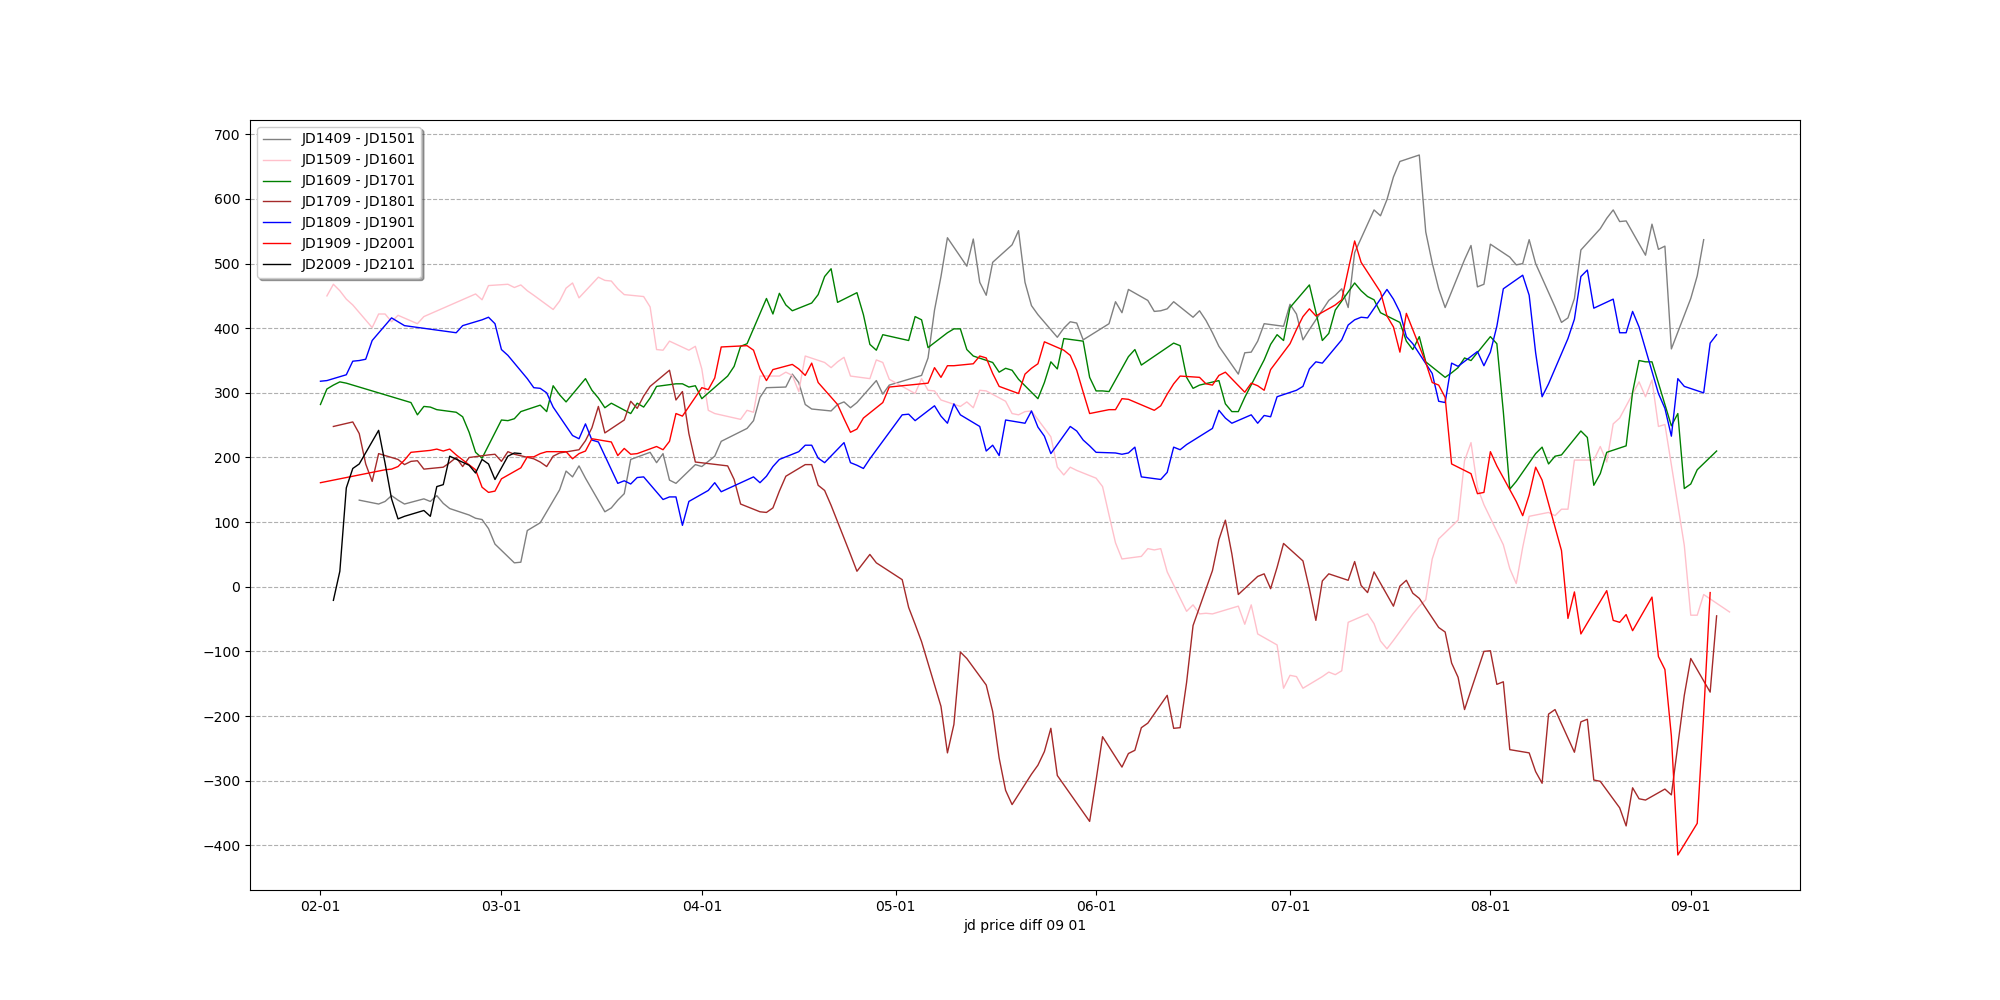 700
600
500
400
300
200
100
0
−100
−200
−300
−400
JD1409 - JD1501
JD1509 - JD1601
JD1609 - JD1701
JD1709 - JD1801
JD1809 - JD1901
JD1909 - JD2001
JD2009 - JD2101
02-01 03-01 04-01 05-01 06-01 07-01 08-01 09-01
jd price diff 09 01